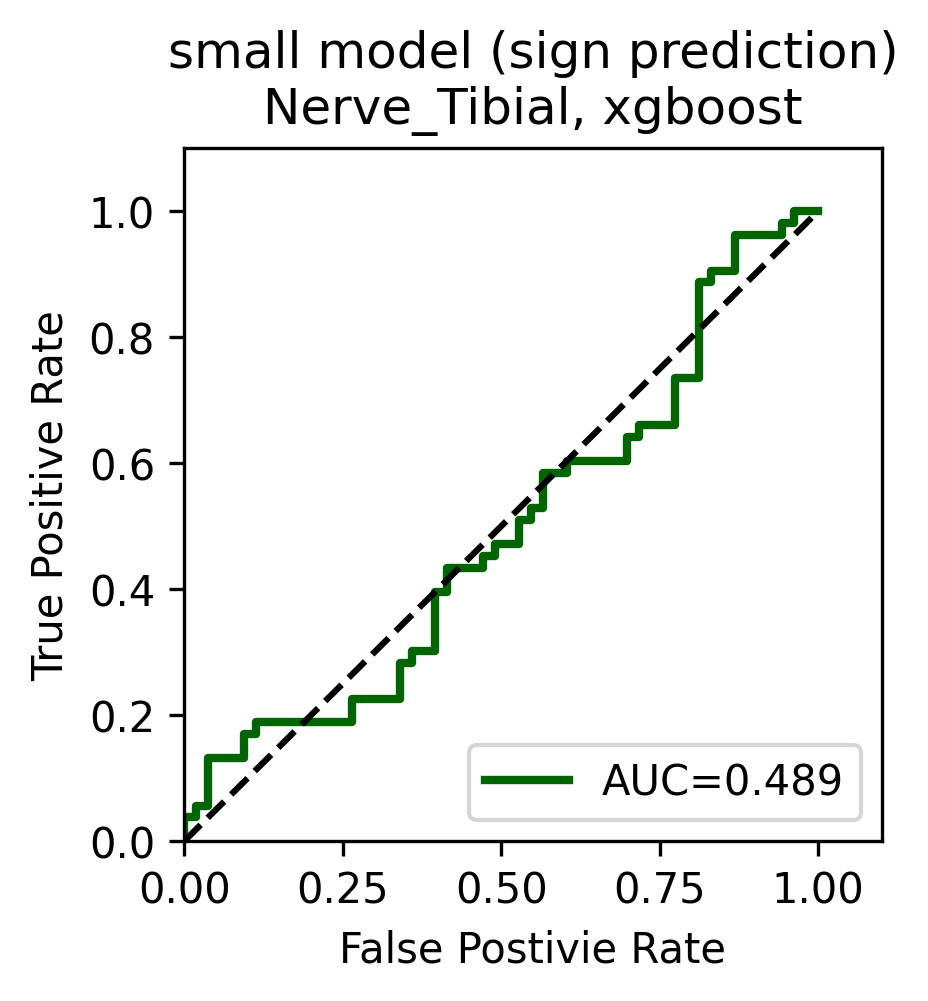 small model (sign prediction)
Nerve_Tibial, xgboost
1.0
0.8
0.6
0.4
0.2
0.0
True Positive Rate
AUC=0.489
0.00 0.25 0.50 0.75 1.00
False Postivie Rate